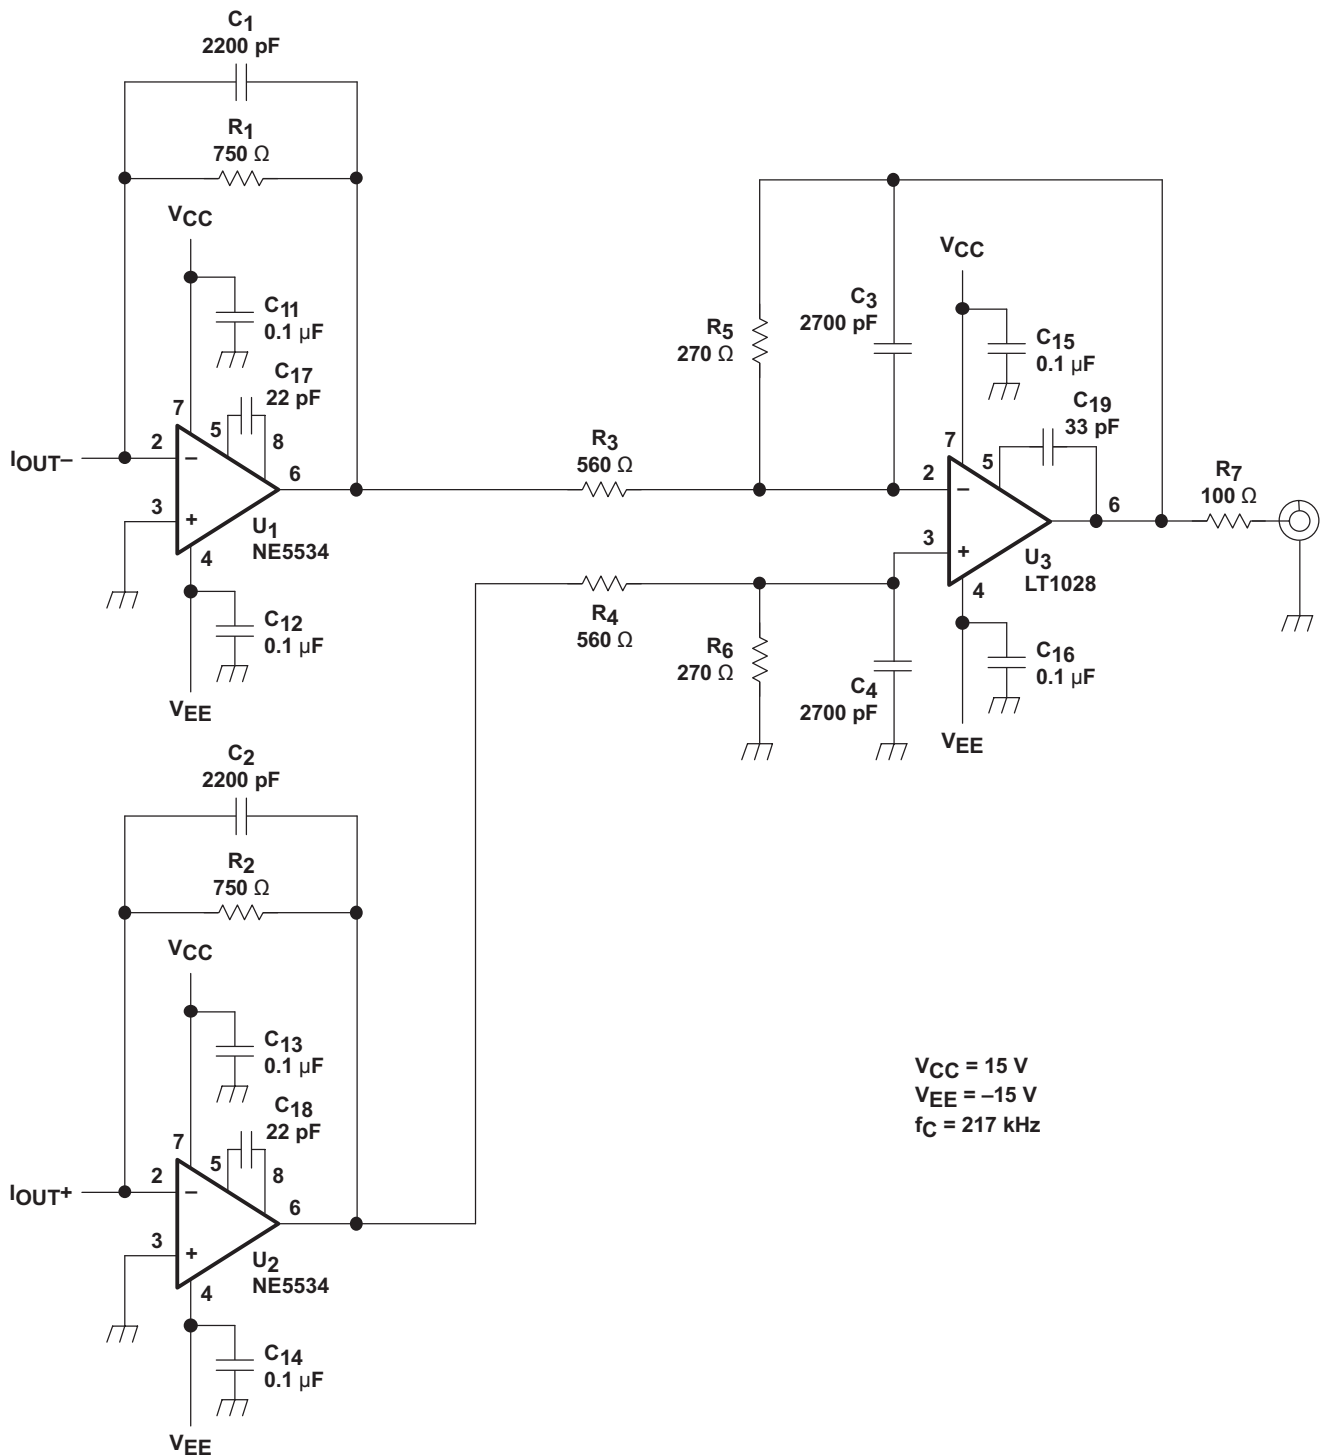 C1
2200 pF
R1
750 Ω
VCC
C11
0.1 µF
C17
22 pF
7
5
8
2
–
IOUT–
6
3
+
U1
NE5534
4
C12
0.1 µF
VEE
R3
560 Ω
R5
270 Ω
C3
2700 pF
VCC
C15
0.1 µF
C19
33 pF
7
5
2
–
6
R7
100 Ω
3
+
U3
LT1028
4
R4
560 Ω
R6
270 Ω
C4
2700 pF
C16
0.1 µF
VEE
C2
2200 pF
R2
750 Ω
VCC
C13
0.1 µF
C18
22 pF
7
5
8
2
–
IOUT+
6
3
+
U2
NE5534
4
C14
0.1 µF
VEE
VCC = 15 V
VEE = –15 V
fC = 217 kHz